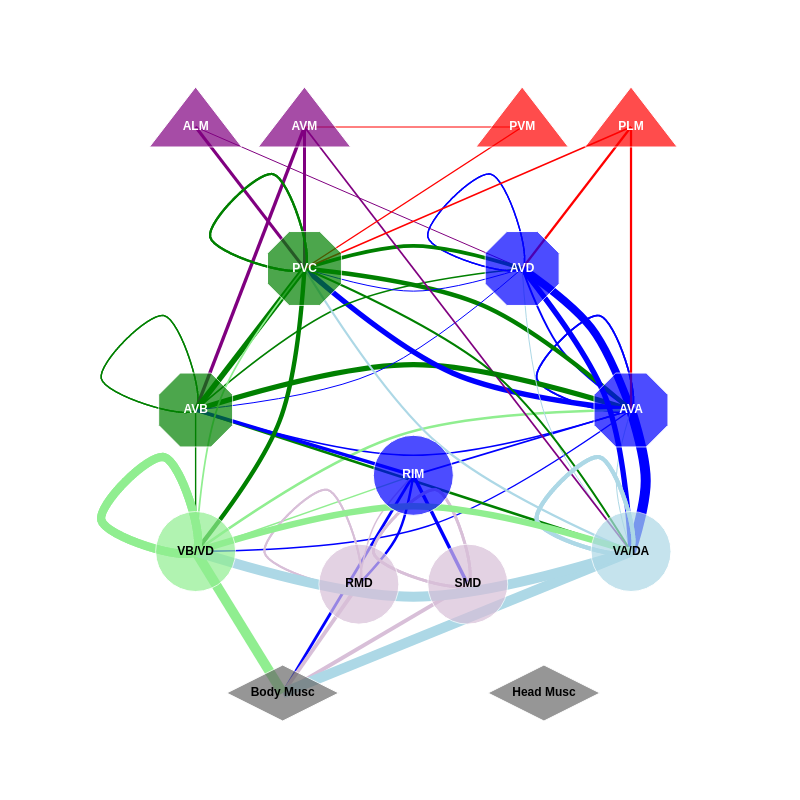 ALM
AVM
PVM
PLM
PVC
AVD
AVB
AVA
RIM
VB/VD
VA/DA
RMD
SMD
Body Musc
Head Musc